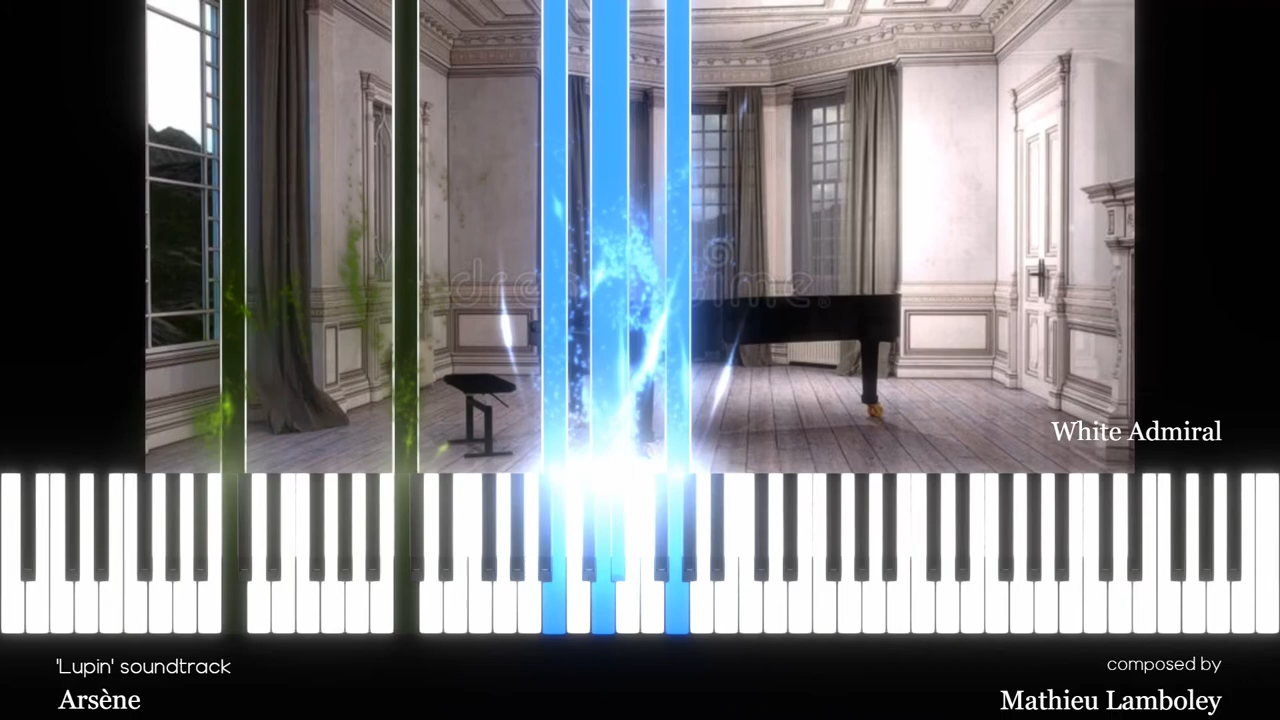 White Admiral
'Lupin' soundtrack
Arsène
composed by
Mathieu Lamboley